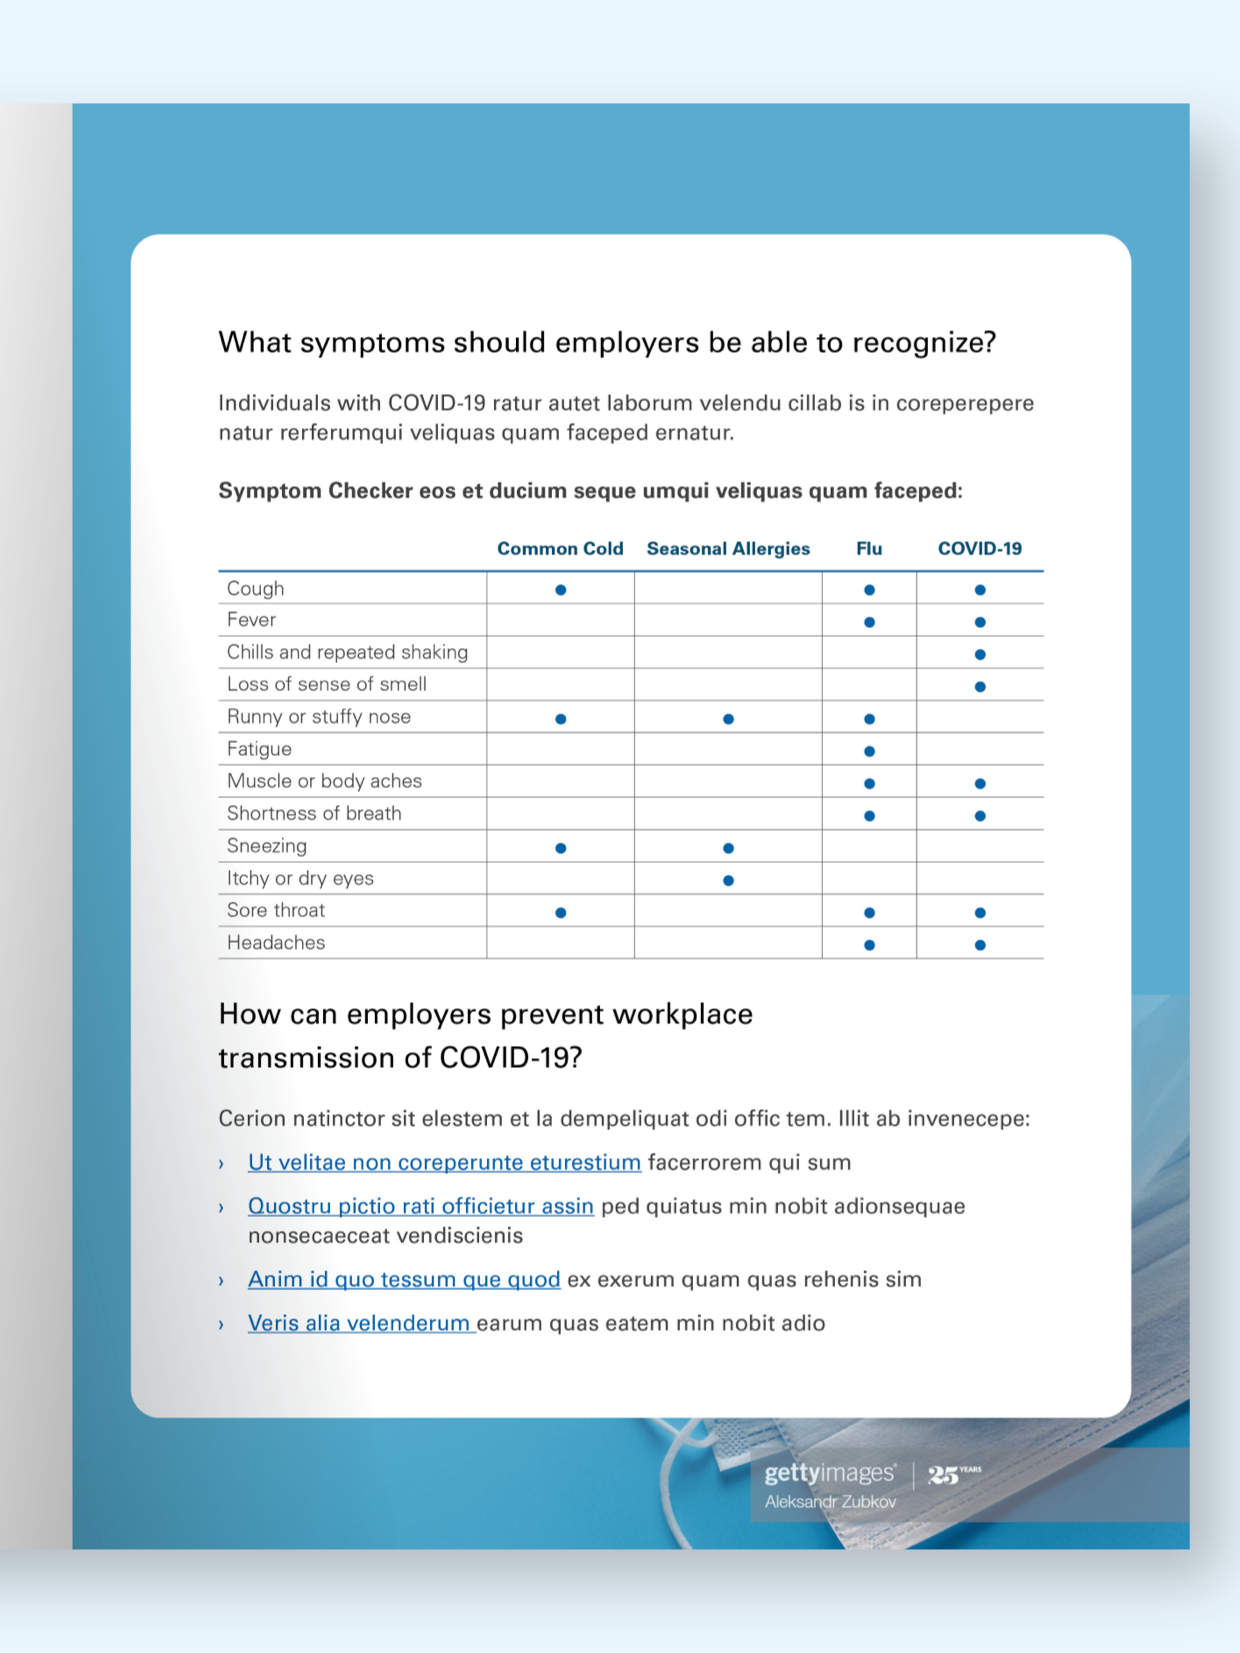 What symptoms should employers be able to recognize?
Individuals with COVID-19 ratur autet laborum velendu cillab is in coreperepere
natur rerferumqui veliquas quam faceped ernatur.
Symptom Checker eos et ducium seque umqui veliquas quam faceped:
Common Cold Seasonal Allergies Flu COVID-19
Cough ● ● ●
Fever ● ●
Chills and repeated shaking ●
Loss of sense of smell ●
Runny or stuffy nose ● ● ●
Fatigue ●
Muscle or body aches ● ●
Shortness of breath ● ●
Sneezing ● ●
Itchy or dry eyes ●
Sore throat ● ● ●
Headaches ● ●
How can employers prevent workplace
transmission of COVID-19?
Cerion natinctor sit elestem et la dempeliquat odi offic tem. Illit ab invenecepe:
› Ut velitae non coreperunte eturestium facerrorem qui sum
› Quostru pictio rati officietur assin ped quiatus min nobit adionsequae
nonsecaeceat vendiscienis
› Anim id quo tessum que quod ex exerum quam quas rehenis sim
› Veris alia velenderum earum quas eatem min nobit adio
gettyimages® | 25 YEARS
Aleksandr Zubkov